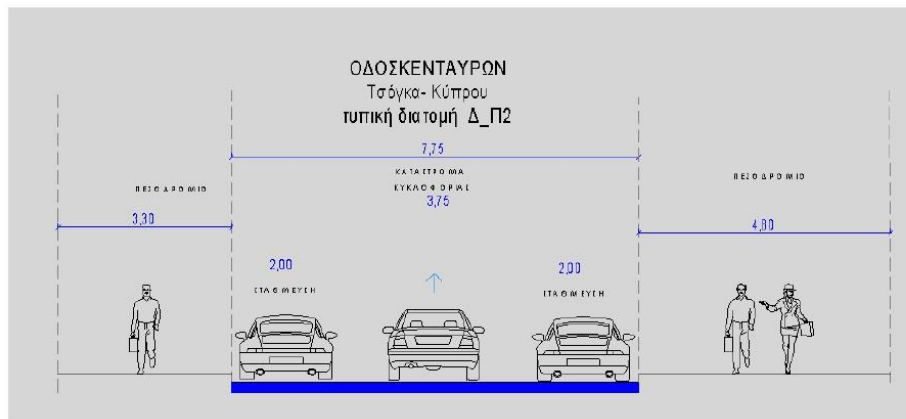 ΟΔΟΣΚΕΝΤΑΥΡΩΝ
Τσόγκα- Κύπρου
τυπική διατομή Δ_Π2
7,75
ΚΑΤΑΣΤΡΩΜΑ
ΚΥΚΛΟΦΟΡΙΑΣ
3,75
ΠΕΖΟΔΡΟΜΙΟ
ΠΕΖΟΔΡΟΜΙΟ
3,30
4,80
2,00
2,00
ΣΤΑΘΜΕΥΣΗ
ΣΤΑΘΜΕΥΣΗ